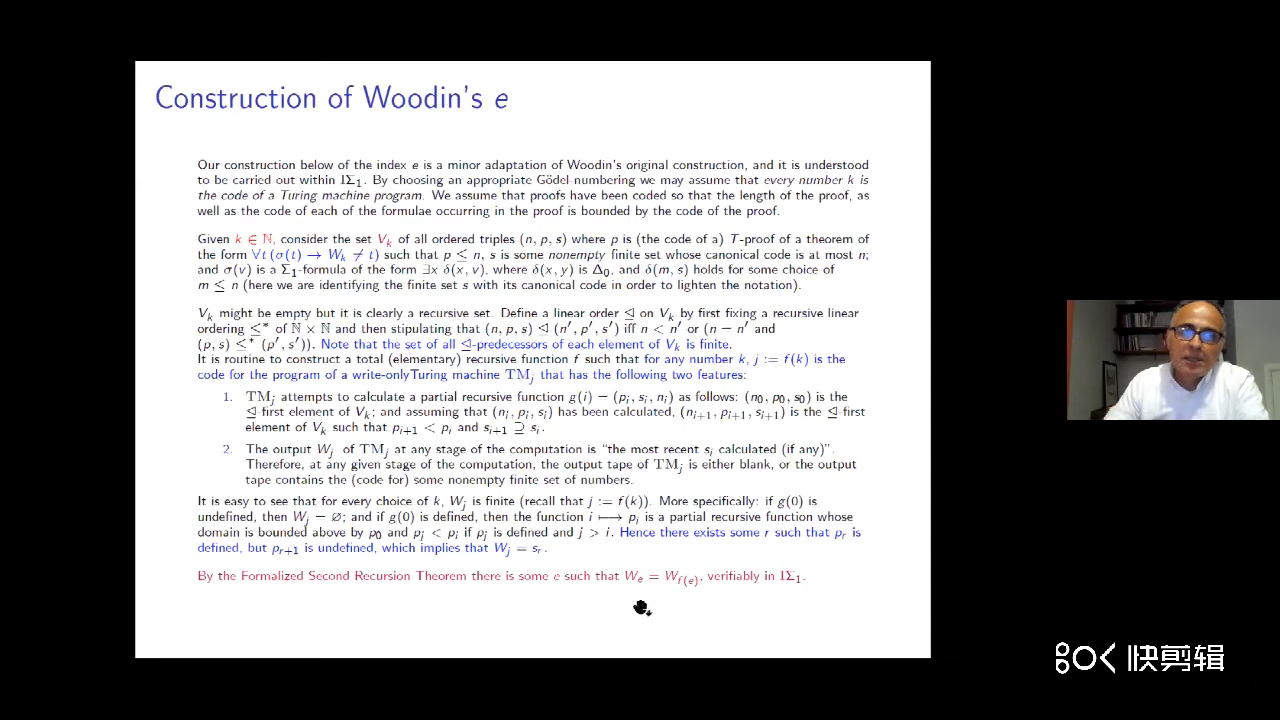 Construction of Woodin's e
Our construction below of the index e is a minor adaptation of Woodin's original construction, and it is understood
to be carried out within IΣ₁. By choosing an appropriate Gödel-numbering we may assume that every number k is
the code of a Turing machine program. We assume that proofs have been coded so that the length of the proof, as
well as the code of each of the formulae occurring in the proof is bounded by the code of the proof.
Given k ∈ ℕ, consider the set Vₖ of all ordered triples (n, p, s) where p is (the code of a) T-proof of a theorem of
the form ∀t (σ(t) → Wₖ ≠ t) such that p ≤ n, s is some nonempty finite set whose canonical code is at most n;
and σ(v) is a Σ₁-formula of the form ∃x δ(x, v), where δ(x, y) is Δ₀, and δ(m, s) holds for some choice of
m ≤ n (here we are identifying the finite set s with its canonical code in order to lighten the notation).
Vₖ might be empty but it is clearly a recursive set. Define a linear order ⊴ on Vₖ by first fixing a recursive linear
ordering ≤* of ℕ × ℕ and then stipulating that (n, p, s) ⊴ (n′, p′, s′) iff n < n′ or (n = n′ and
(p, s) ≤* (p′, s′)). Note that the set of all ⊴-predecessors of each element of Vₖ is finite.
It is routine to construct a total (elementary) recursive function f such that for any number k, j := f(k) is the
code for the program of a write-onlyTuring machine TMⱼ that has the following two features:
1. TMⱼ attempts to calculate a partial recursive function g(i) = (pᵢ, sᵢ, nᵢ) as follows: (n₀, p₀, s₀) is the
⊴-first element of Vₖ; and assuming that (nᵢ, pᵢ, sᵢ) has been calculated, (nᵢ₊₁, pᵢ₊₁, sᵢ₊₁) is the ⊴-first
element of Vₖ such that pᵢ₊₁ < pᵢ and sᵢ₊₁ ⊇ sᵢ.
2. The output Wⱼ of TMⱼ at any stage of the computation is “the most recent sᵢ calculated (if any)”.
Therefore, at any given stage of the computation, the output tape of TMⱼ is either blank, or the output
tape contains the (code for) some nonempty finite set of numbers.
It is easy to see that for every choice of k, Wⱼ is finite (recall that j := f(k)). More specifically: if g(0) is
undefined, then Wⱼ = ∅; and if g(0) is defined, then the function i ⟼ pᵢ is a partial recursive function whose
domain is bounded above by p₀ and pⱼ < pᵢ if pⱼ is defined and j > i. Hence there exists some r such that pᵣ is
defined, but pᵣ₊₁ is undefined, which implies that Wⱼ = sᵣ.
By the Formalized Second Recursion Theorem there is some e such that Wₑ = W_f(e), verifiably in IΣ₁.
快剪辑